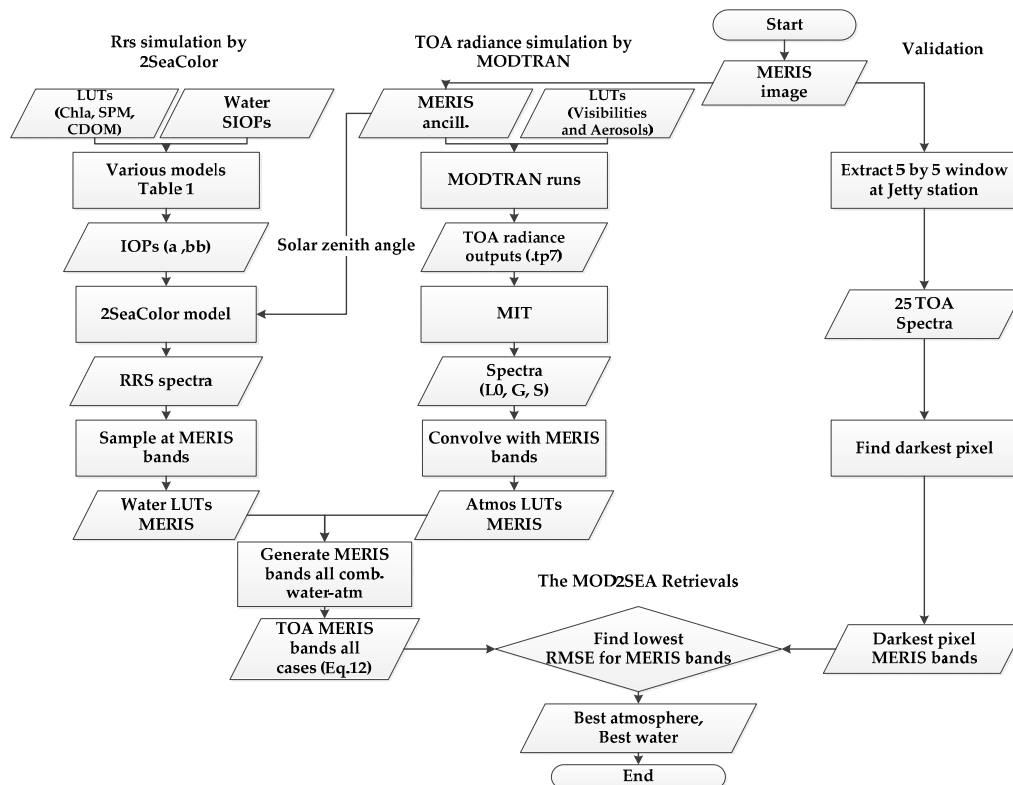 Start
Rrs simulation by
2SeaColor
TOA radiance simulation by
MODTRAN
Validation
MERIS
image
LUTs
(Chla, SPM,
CDOM)
Water
SIOPs
MERIS
ancill.
LUTs
(Visibilities
and Aerosols)
Various models
Table 1
MODTRAN runs
Extract 5 by 5 window
at Jetty station
IOPs (a ,bb)
Solar zenith angle
TOA radiance
outputs (.tp7)
2SeaColor model
MIT
25 TOA
Spectra
RRS spectra
Spectra
(L0, G, S)
Sample at MERIS
bands
Convolve with MERIS
bands
Find darkest pixel
Water LUTs
MERIS
Atmos LUTs
MERIS
Generate MERIS
bands all comb.
water-atm
The MOD2SEA Retrievals
TOA MERIS
bands all
cases (Eq.12)
Find lowest
RMSE for MERIS bands
Darkest pixel
MERIS bands
Best atmosphere,
Best water
End